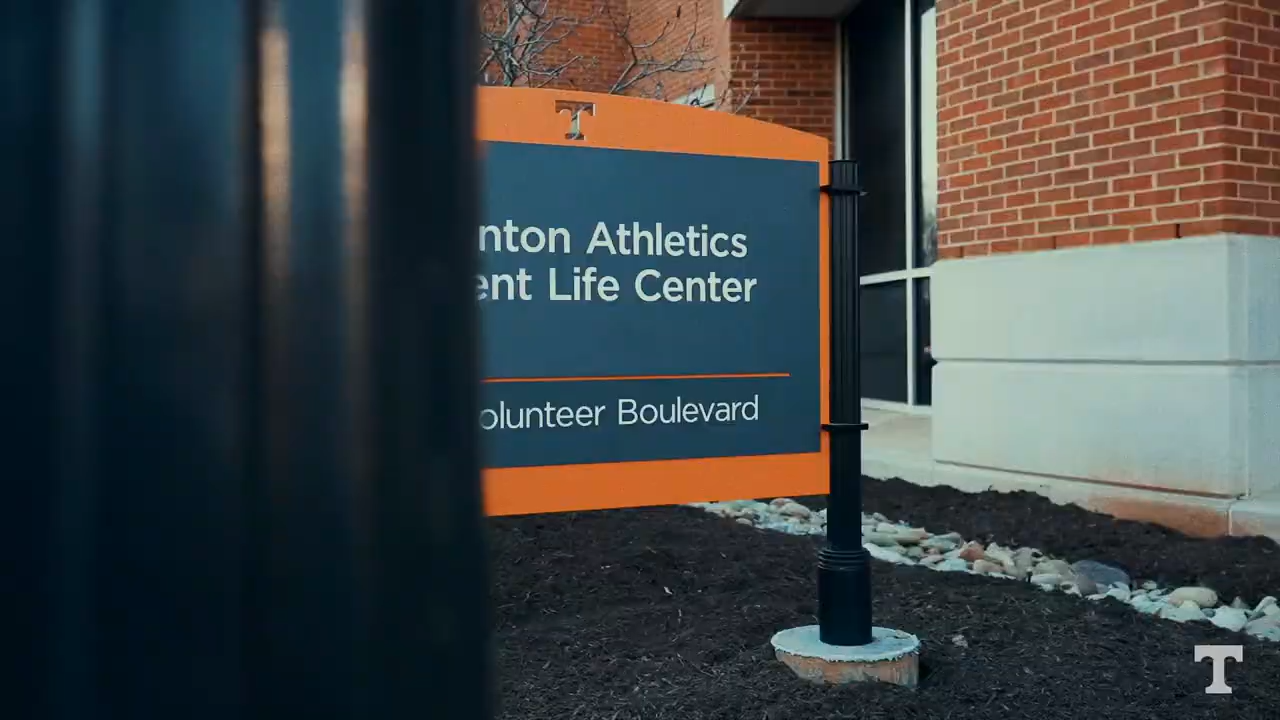 T
nton Athletics
ent Life Center
olunteer Boulevard
T